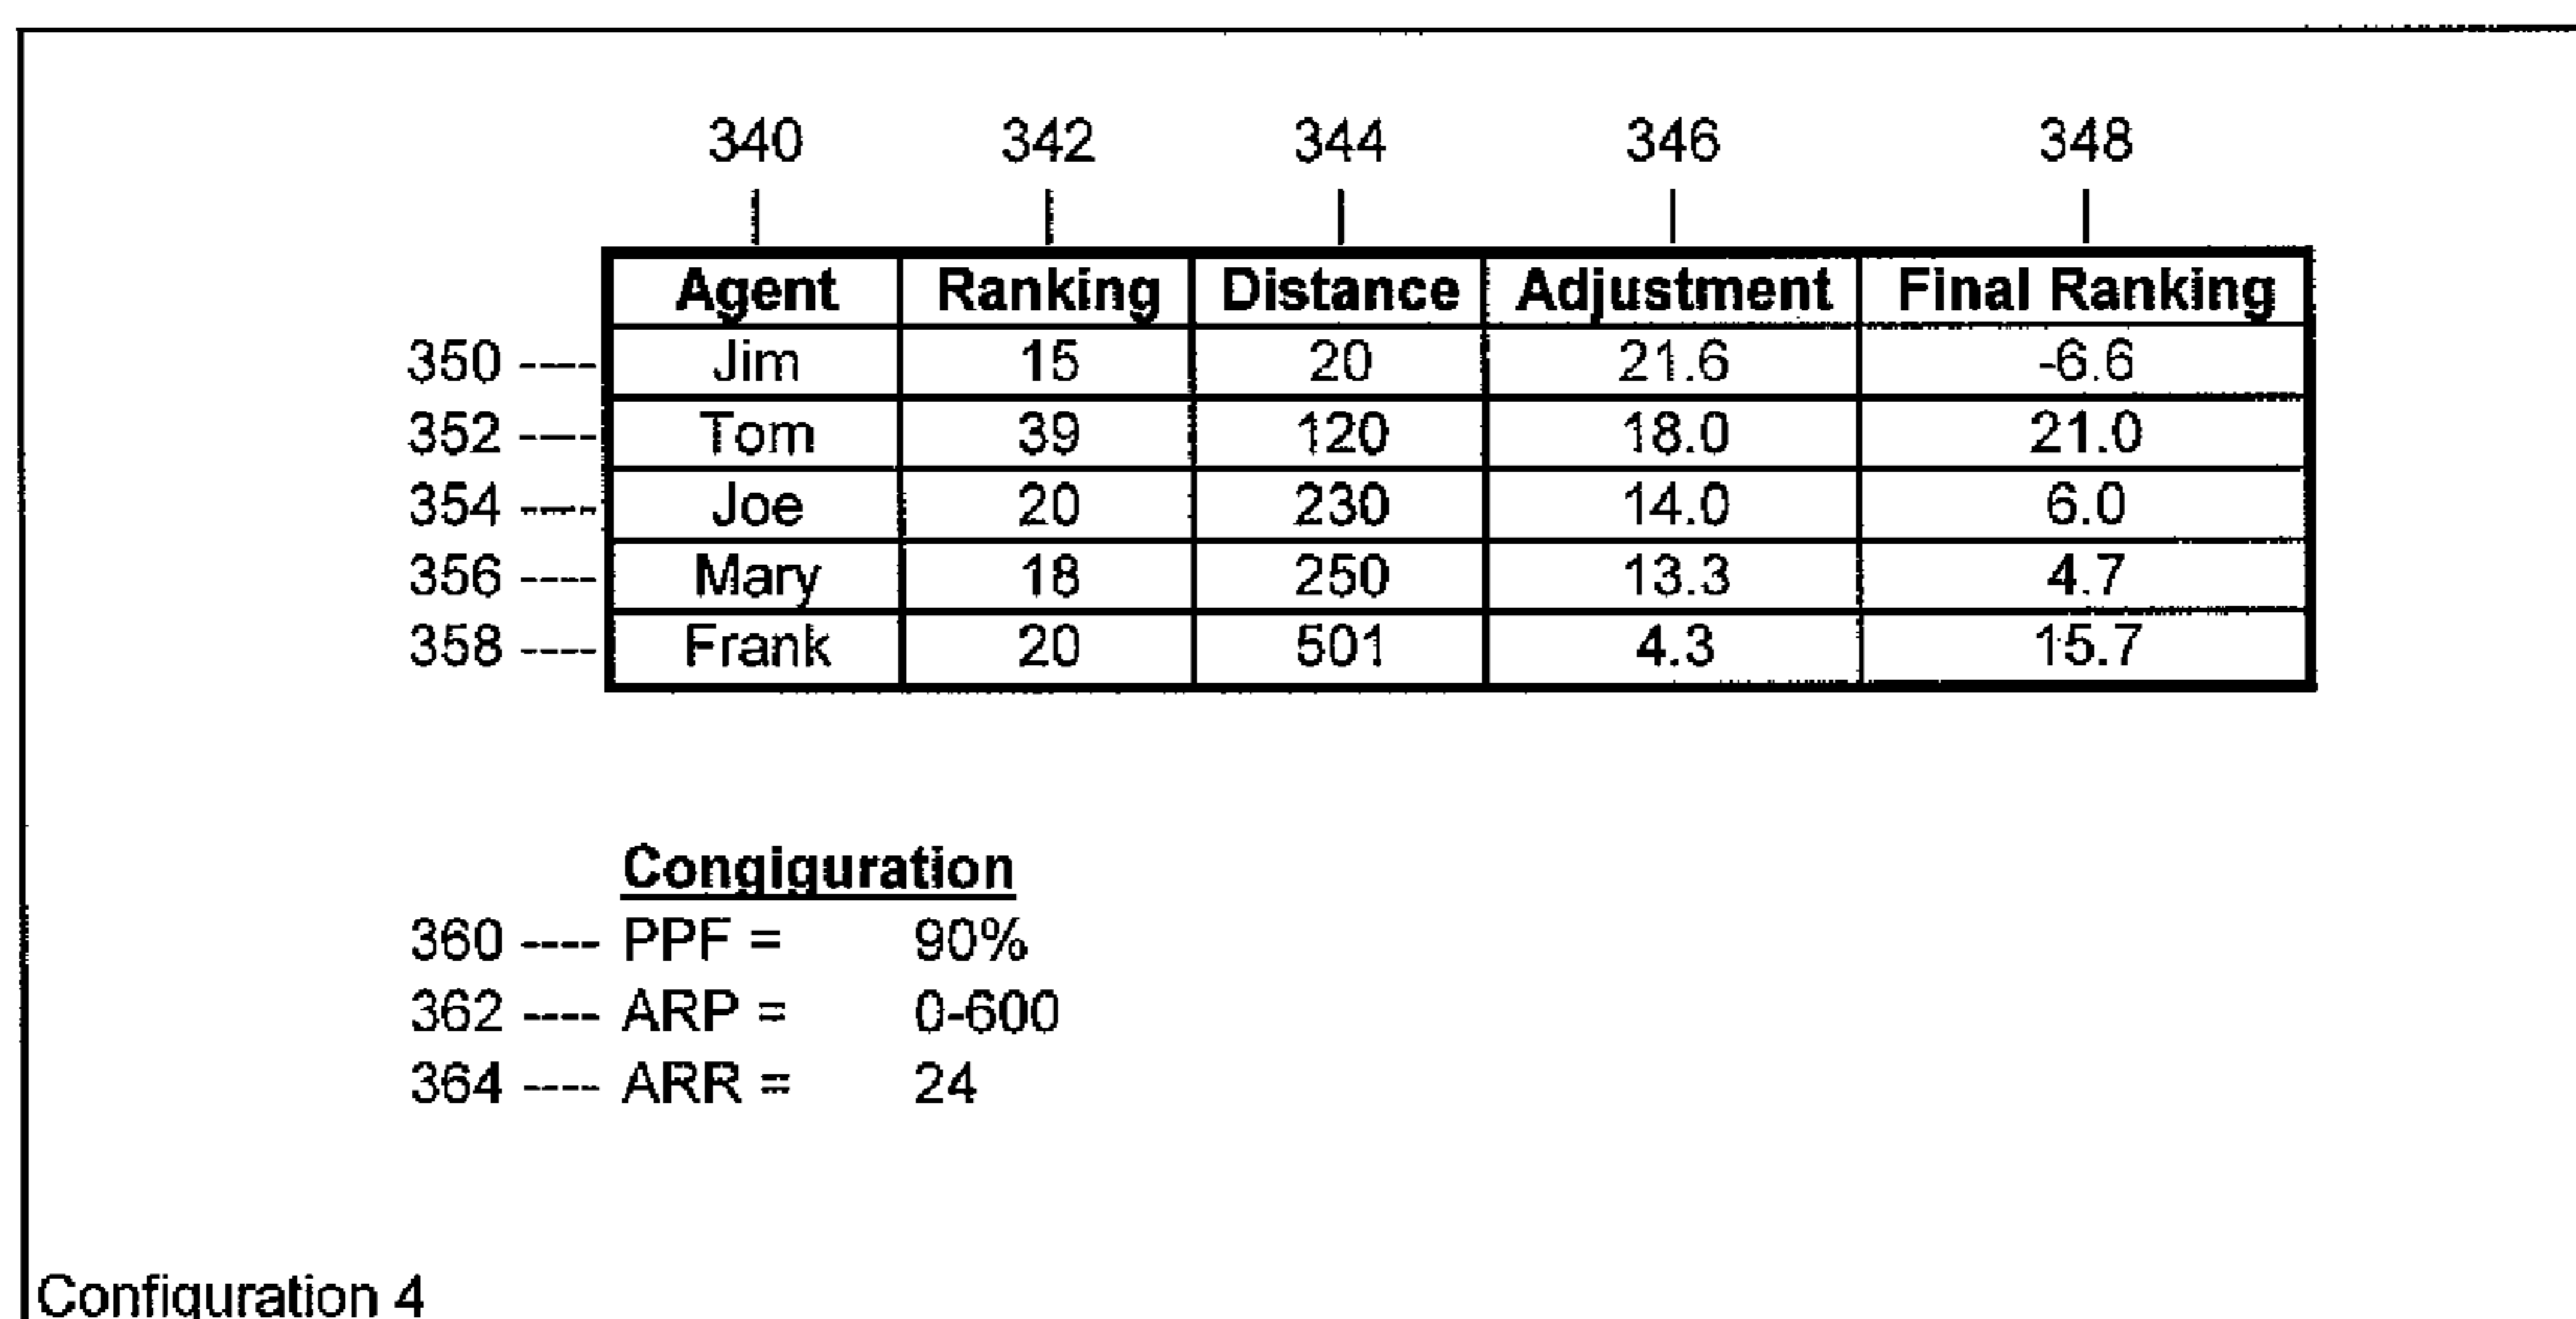 340 342 344 346 348
Agent Ranking Distance Adjustment Final Ranking
350 ---- Jim 15 20 21.6 -6.6
352 ---- Tom 39 120 18.0 21.0
354 ---- Joe 20 230 14.0 6.0
356 ---- Mary 18 250 13.3 4.7
358 ---- Frank 20 501 4.3 15.7
Congiguration
360 ---- PPF = 90%
362 ---- ARP = 0-600
364 ---- ARR = 24
Configuration 4